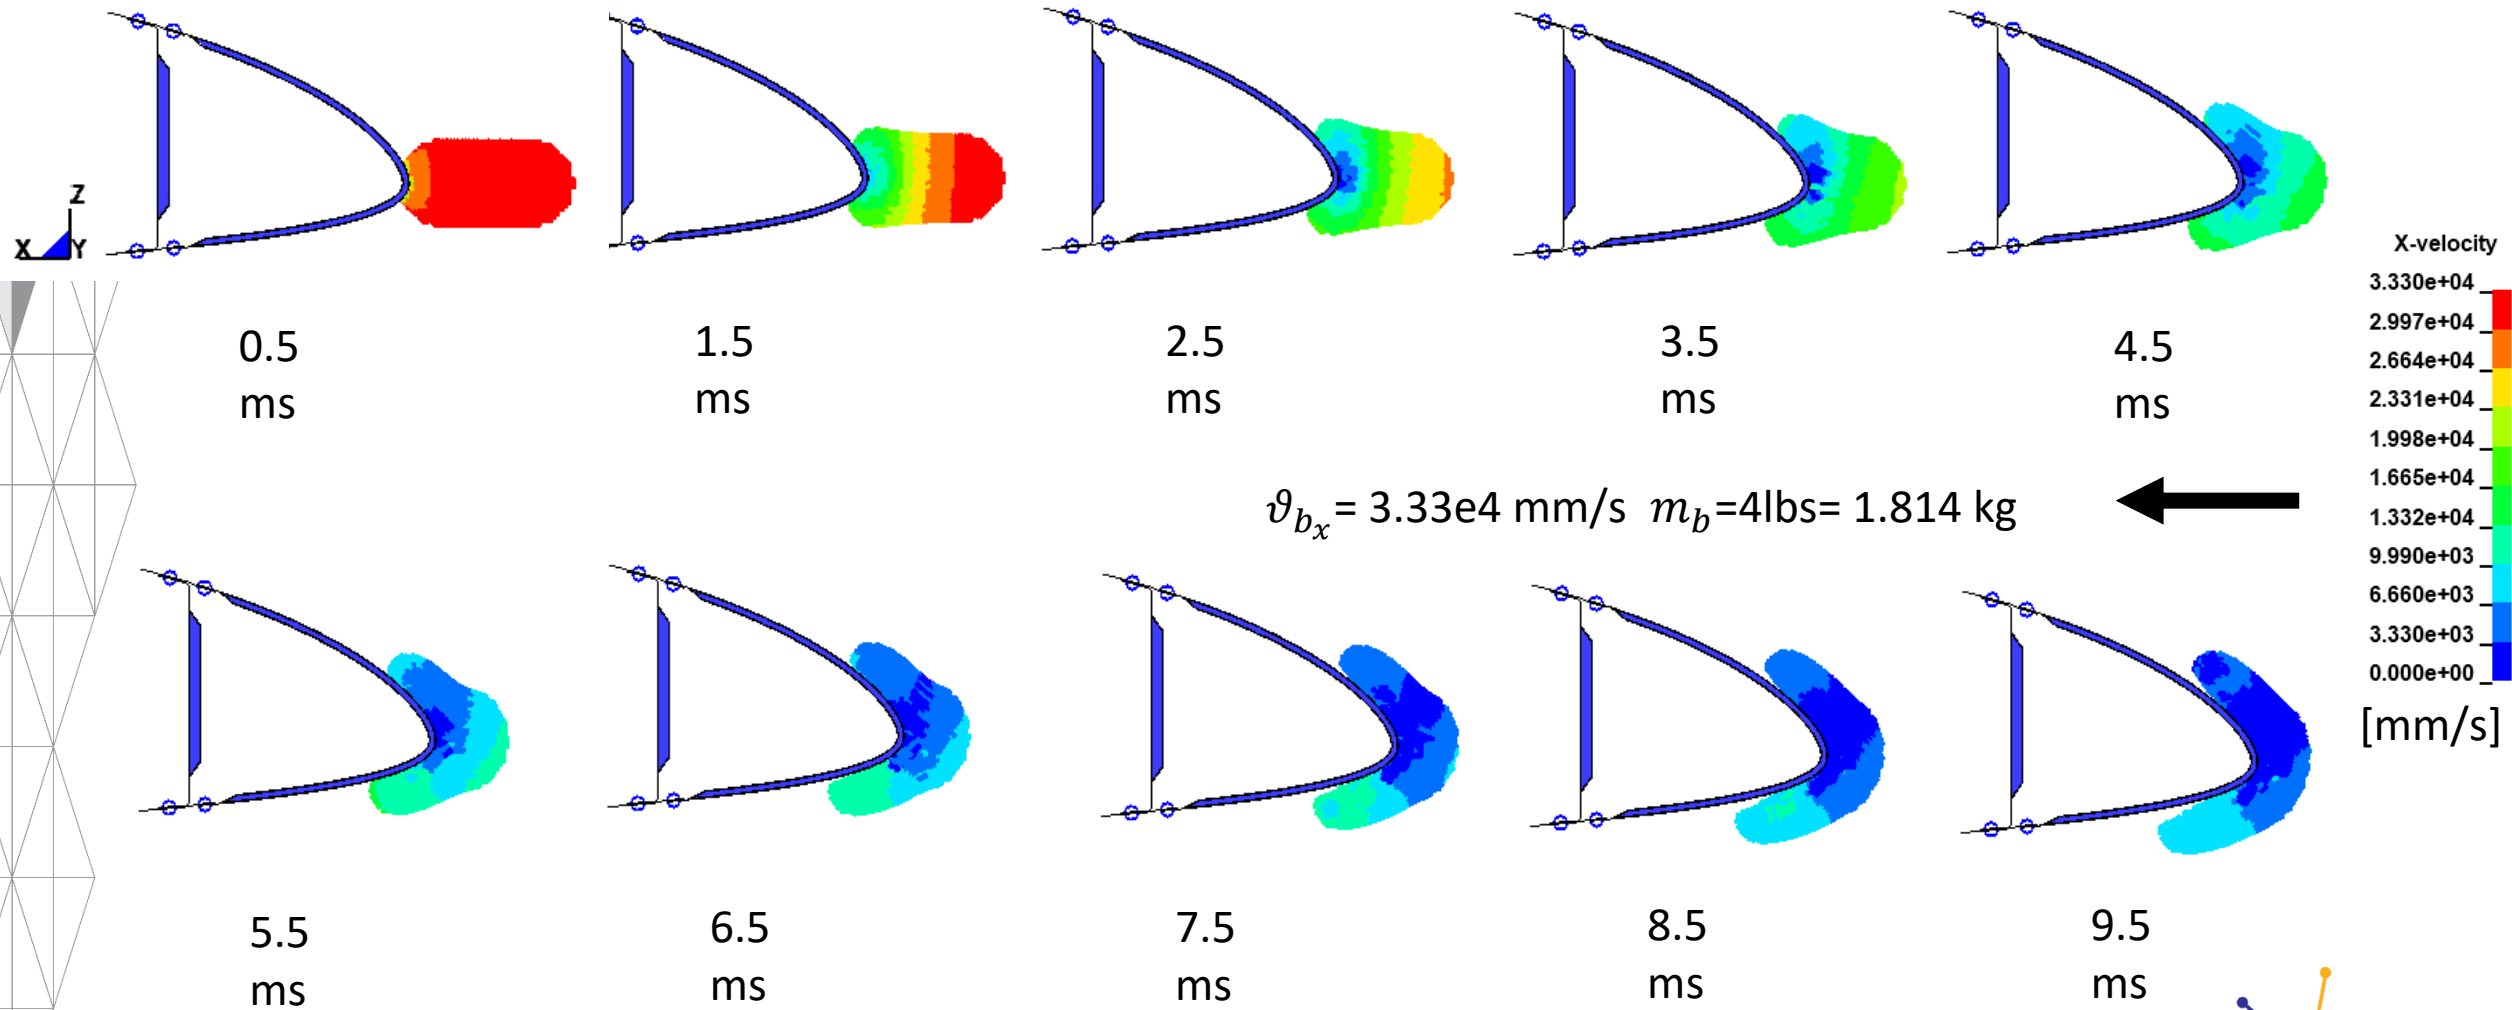 Z
X Y
0.5
ms
1.5
ms
2.5
ms
3.5
ms
4.5
ms
X-velocity
3.330e+04
2.997e+04
2.664e+04
2.331e+04
1.998e+04
1.665e+04
1.332e+04
9.990e+03
6.660e+03
3.330e+03
0.000e+00
[mm/s]
𝜗bₓ= 3.33e4 mm/s m_b=4lbs= 1.814 kg
5.5
ms
6.5
ms
7.5
ms
8.5
ms
9.5
ms